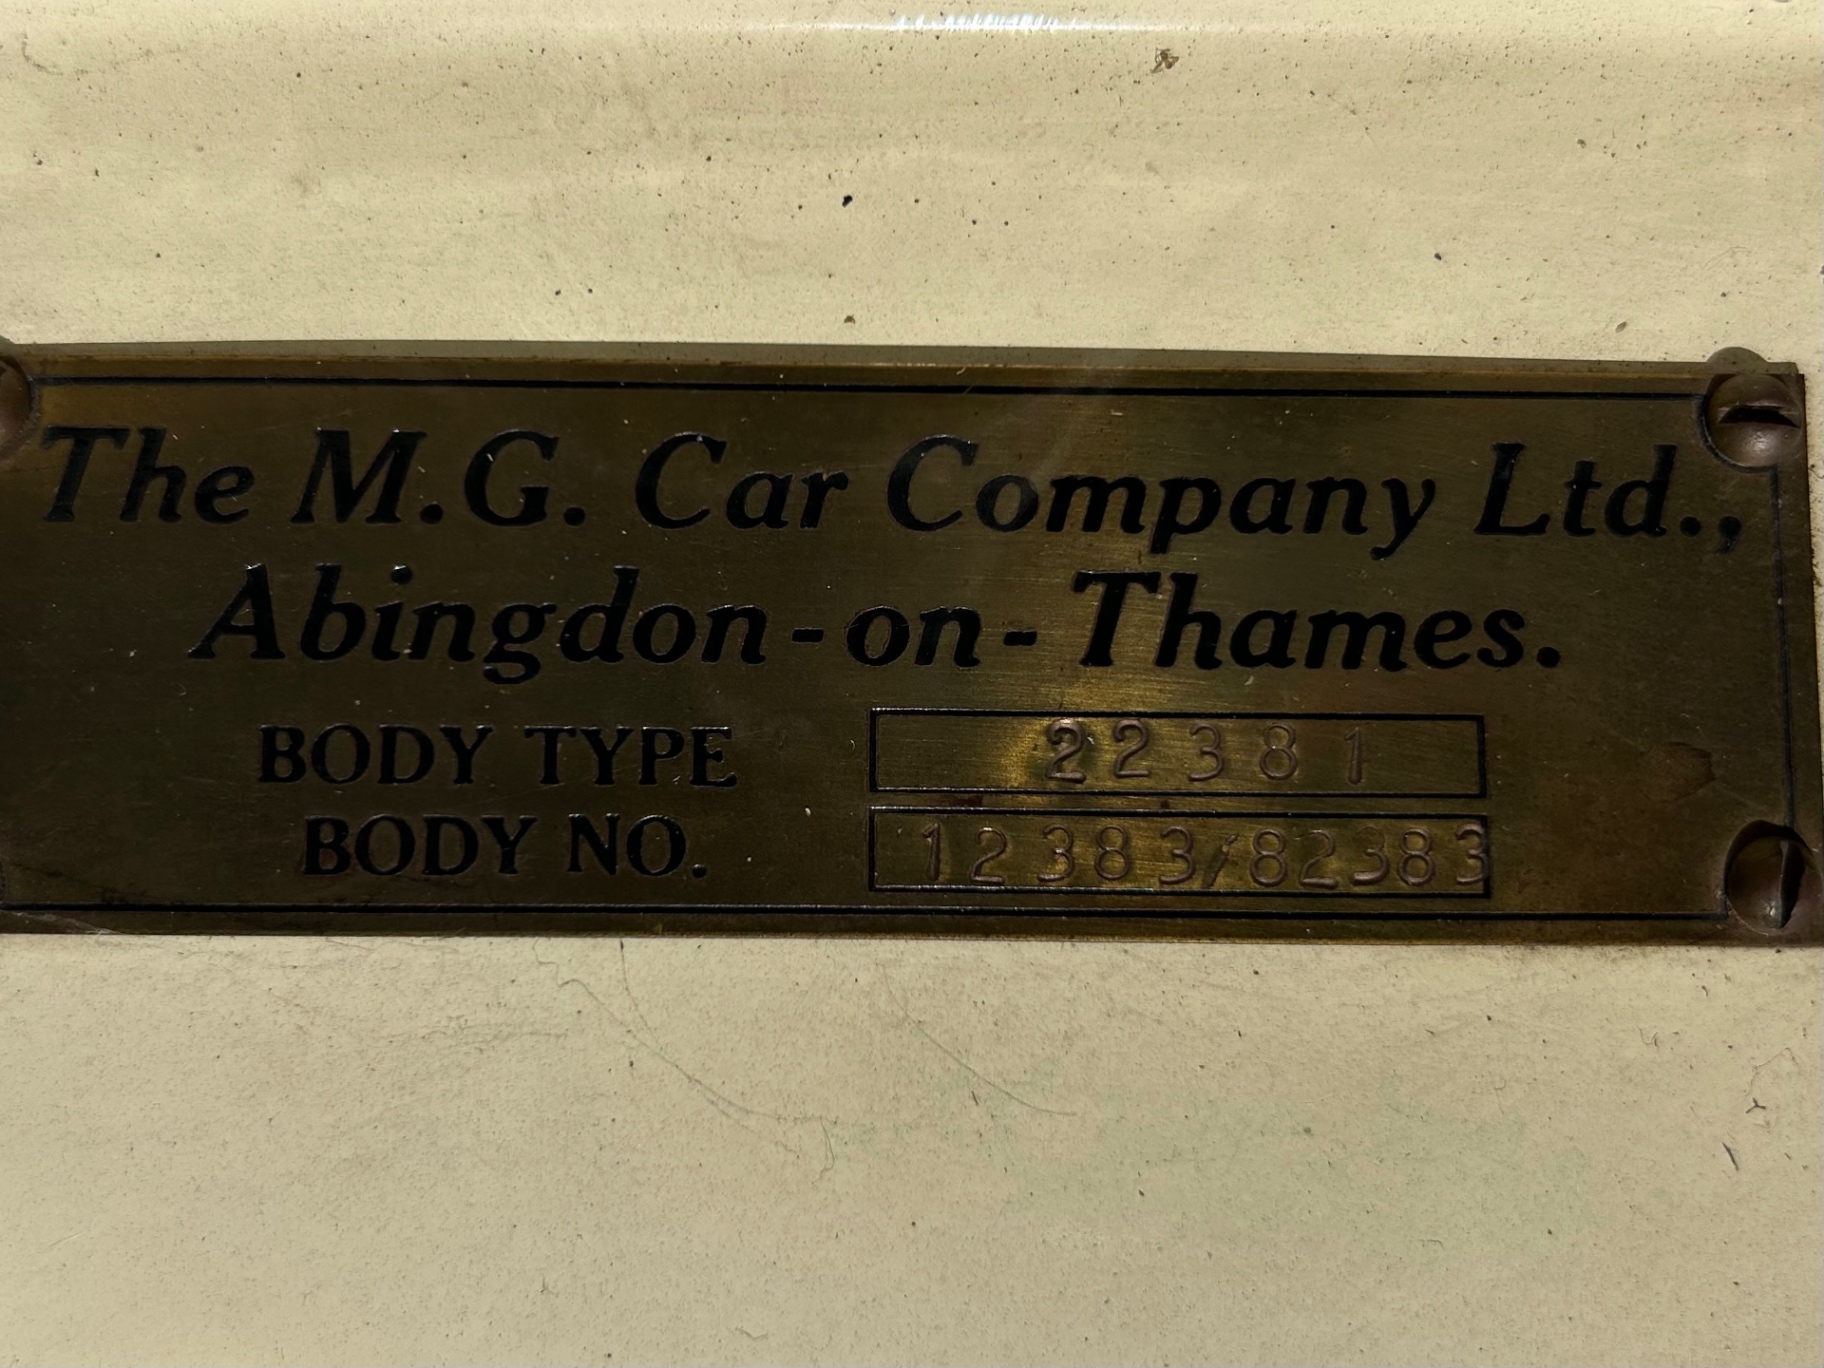 The M.G. Car Company Ltd.,
Abingdon-on-Thames.
BODY TYPE 22381
BODY NO. 12383/82383